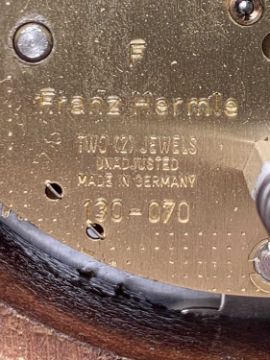 F
Franz Hermle
TWO (2) JEWELS
UNADJUSTED
MADE IN GERMANY
130-070